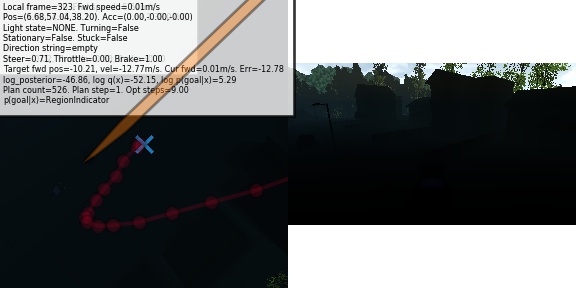 Local frame=323: Fwd speed=0.01m/s
Pos=(6.68,57.04,38.20). Acc=(0.00,-0.00,-0.00)
Light state=NONE. Turning=False
Stationary=False. Stuck=False
Direction string=empty
Steer=0.71, Throttle=0.00, Brake=1.00
Target fwd pos=-10.21, vel=-12.77m/s. Cur fwd=0.01m/s. Err=-12.78
log_posterior=-46.86, log q(x)=-52.15, log p(goal|x)=5.29
Plan count=526. Plan step=1. Opt steps=9.00
p(goal|x)=RegionIndicator